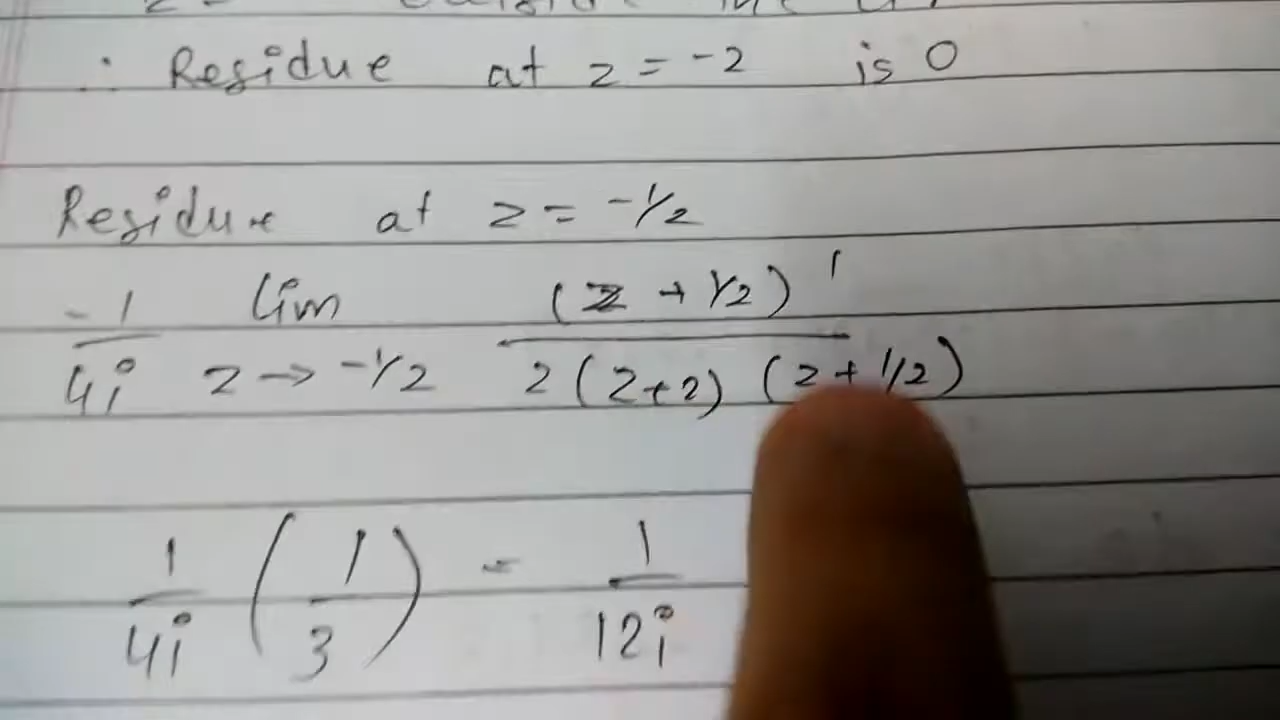 ∴ Residue at z = -2 is 0
Residue at z = -1/2
-1/4i lim z → -1/2 (z + 1/2) 1 / 2(z+2) (z + 1/2)
1/4i (1/3) = 1/12i